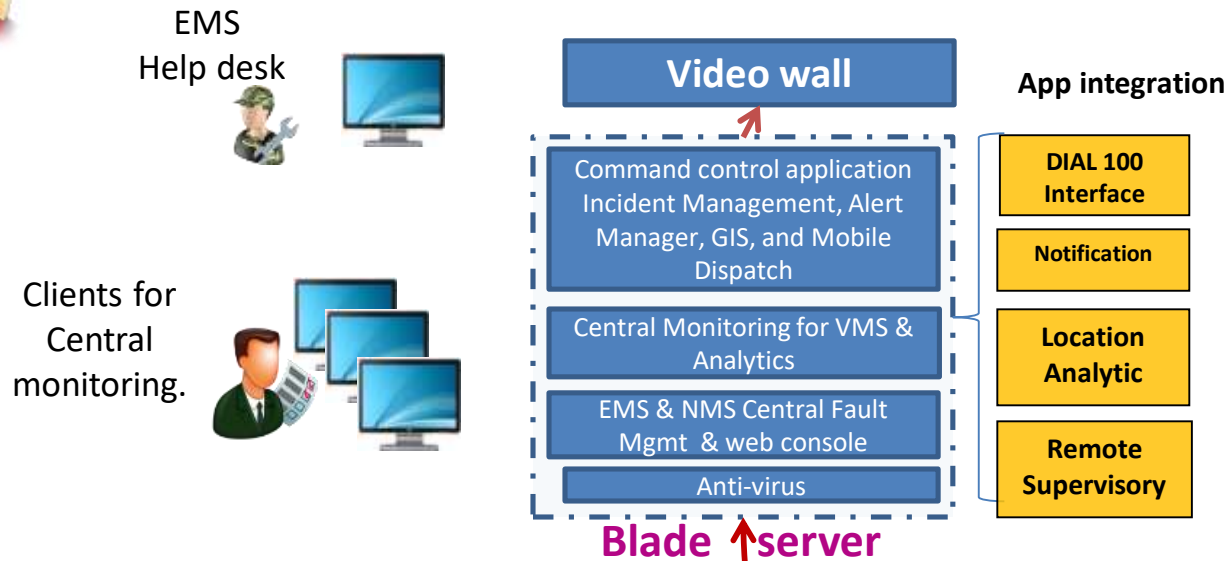 EMS
Help desk
Clients for
Central
monitoring.
Video wall
Command control application
Incident Management, Alert
Manager, GIS, and Mobile
Dispatch
Central Monitoring for VMS &
Analytics
EMS & NMS Central Fault
Mgmt & web console
Anti-virus
Blade server
App integration
DIAL 100
Interface
Notification
Location
Analytic
Remote
Supervisory